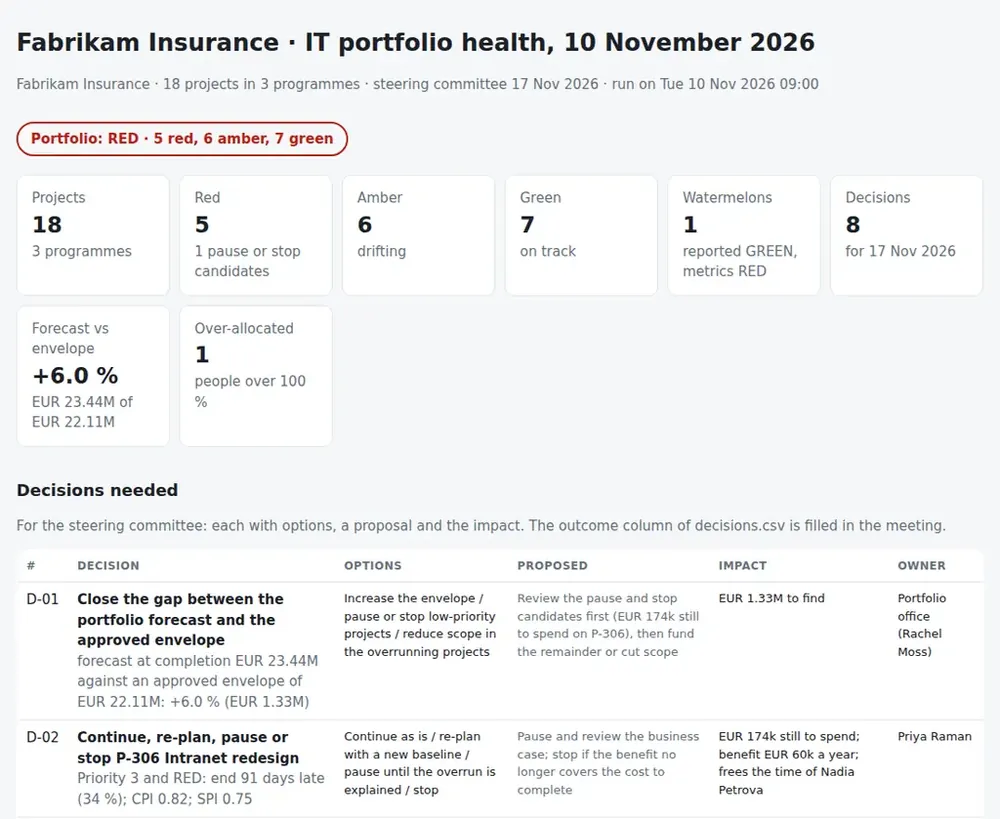 Fabrikam Insurance · IT portfolio health, 10 November 2026
Fabrikam Insurance · 18 projects in 3 programmes · steering committee 17 Nov 2026 · run on Tue 10 Nov 2026 09:00
Portfolio: RED · 5 red, 6 amber, 7 green
Projects
18
3 programmes
Red
5
1 pause or stop
candidates
Amber
6
drifting
Green
7
on track
Watermelons
1
reported GREEN,
metrics RED
Decisions
8
for 17 Nov 2026
Forecast vs
envelope
+6.0 %
EUR 23.44M of
EUR 22.11M
Over-allocated
1
people over 100
%
Decisions needed
For the steering committee: each with options, a proposal and the impact. The outcome column of decisions.csv is filled in the meeting.
# DECISION OPTIONS PROPOSED IMPACT OWNER
D-01
Close the gap between the
portfolio forecast and the
approved envelope
forecast at completion EUR 23.44M
against an approved envelope of
EUR 22.11M: +6.0 % (EUR 1.33M)
Increase the envelope /
pause or stop low-priority
projects / reduce scope in
the overrunning projects
Review the pause and stop
candidates first (EUR 174k still
to spend on P-306), then fund
the remainder or cut scope
EUR 1.33M to find
Portfolio
office
(Rachel
Moss)
D-02
Continue, re-plan, pause or
stop P-306 Intranet redesign
Priority 3 and RED: end 91 days late
(34 %); CPI 0.82; SPI 0.75
Continue as is / re-plan
with a new baseline /
pause until the overrun is
explained / stop
Pause and review the business
case; stop if the benefit no
longer covers the cost to
complete
EUR 174k still to spend;
benefit EUR 60k a year;
frees the time of Nadia
Petrova
Priya Raman